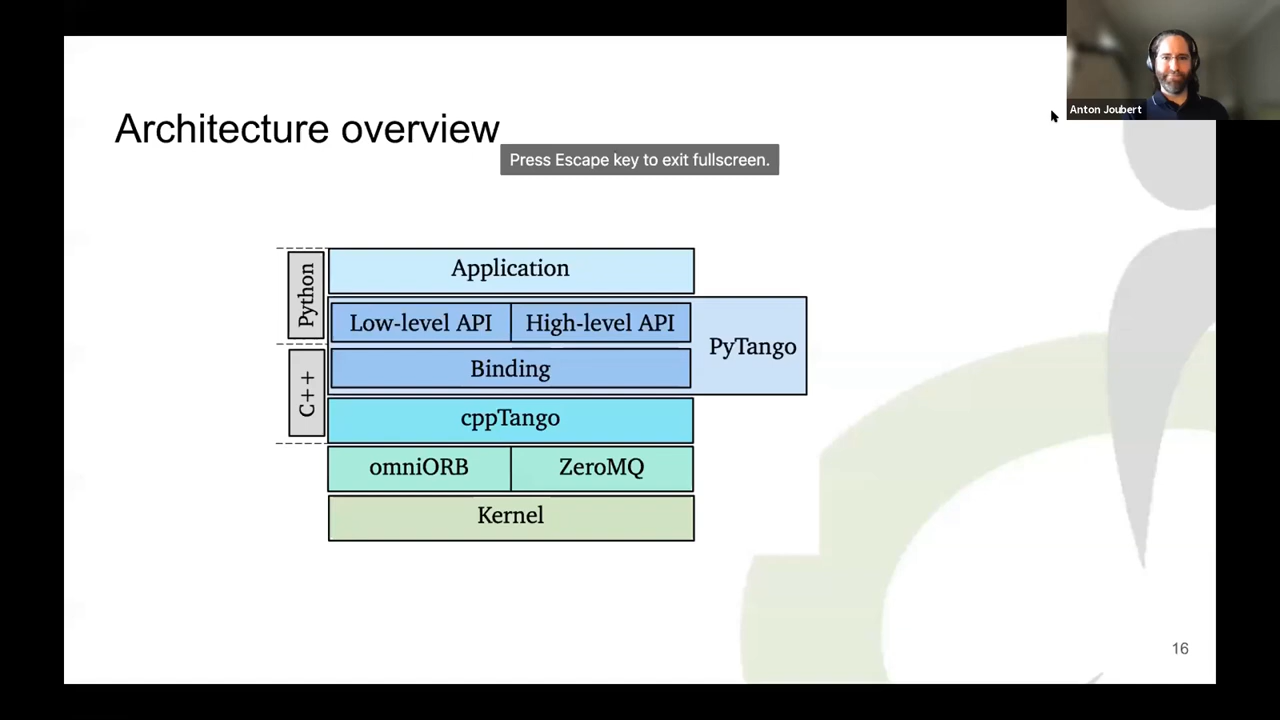 Anton Joubert
Architecture overview
Press Escape key to exit fullscreen.
Python
C++
Application
Low-level API
High-level API
PyTango
Binding
cppTango
omniORB
ZeroMQ
Kernel
16